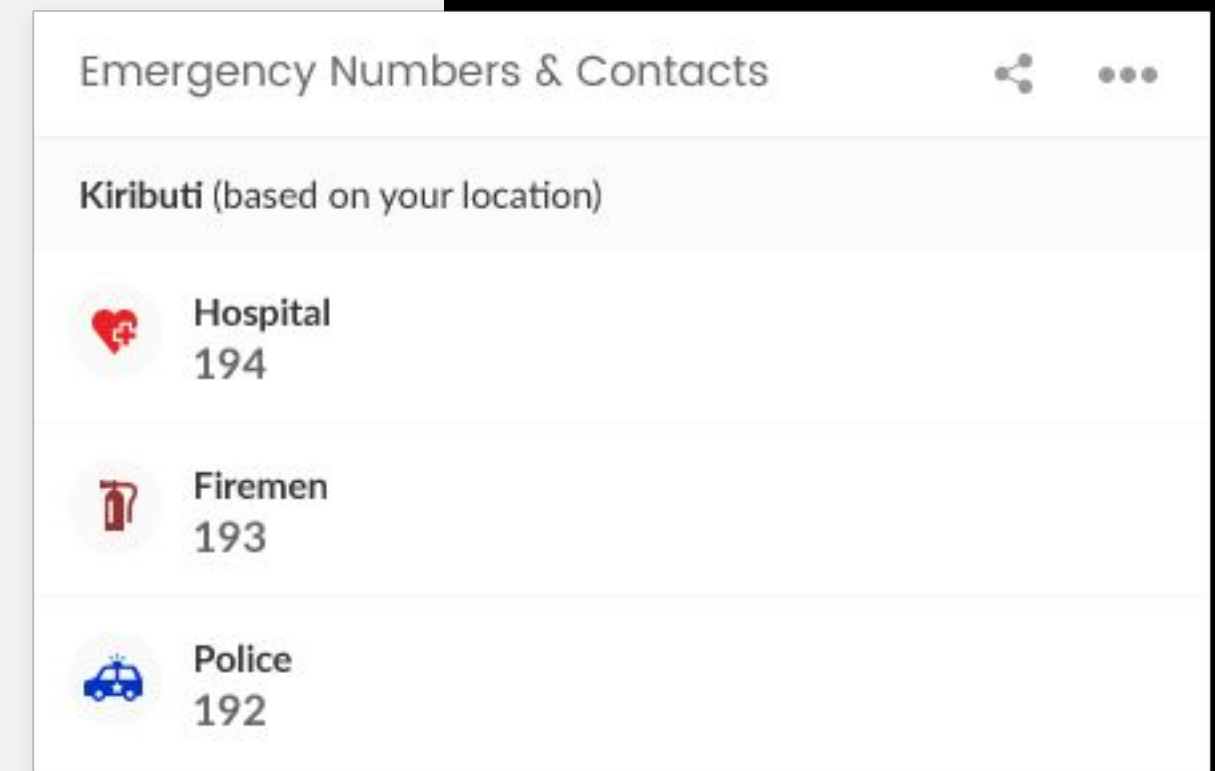 Emergency Numbers & Contacts
Kiributi (based on your location)
Hospital
194
Firemen
193
Police
192